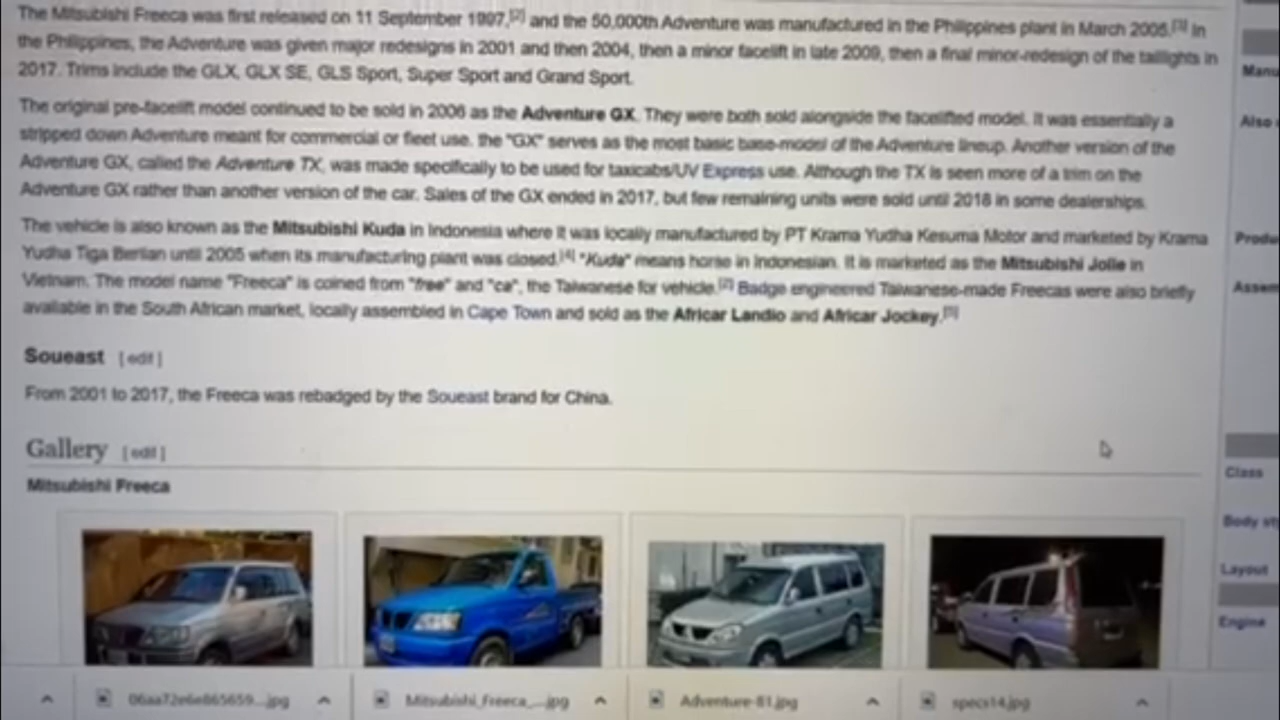 The Mitsubishi Freeca was first released on 11 September 1997,[2] and the 50,000th Adventure was manufactured in the Philippines plant in March 2005.[3] In
the Philippines, the Adventure was given major redesigns in 2001 and then 2004, then a minor facelift in late 2009, then a final minor-redesign of the taillights in
2017. Trims include the GLX, GLX SE, GLS Sport, Super Sport and Grand Sport.
The original pre-facelift model continued to be sold in 2006 as the Adventure GX. They were both sold alongside the facelifted model. It was essentially a
stripped down Adventure meant for commercial or fleet use. the "GX" serves as the most basic base-model of the Adventure lineup. Another version of the
Adventure GX, called the Adventure TX, was made specifically to be used for taxicabs/UV Express use. Although the TX is seen more of a trim on the
Adventure GX rather than another version of the car. Sales of the GX ended in 2017, but few remaining units were sold until 2018 in some dealerships.
The vehicle is also known as the Mitsubishi Kuda in Indonesia where it was locally manufactured by PT Krama Yudha Kesuma Motor and marketed by Krama
Yudha Tiga Berlian until 2005 when its manufacturing plant was closed.[4] "Kuda" means horse in Indonesian. It is marketed as the Mitsubishi Jolie in
Vietnam. The model name "Freeca" is coined from "free" and "ca", the Taiwanese for vehicle.[2] Badge engineered Taiwanese-made Freecas were also briefly
available in the South African market, locally assembled in Cape Town and sold as the Africar Landio and Africar Jockey.[5]
Soueast [edit]
From 2001 to 2017, the Freeca was rebadged by the Soueast brand for China.
Gallery [edit]
Mitsubishi Freeca
Manu
Also
Produ
Assem
Class
Body st
Layout
Engine
06aa72e6e865659....jpg
Mitsubishi_Freeca_....jpg
Adventure-81.jpg
specs14.jpg